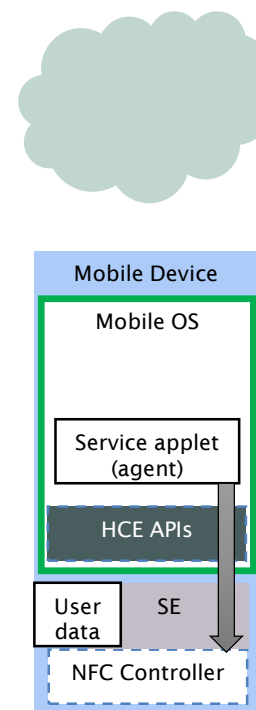 Mobile Device
Mobile OS
Service applet
(agent)
HCE APIs
User
data
SE
NFC Controller